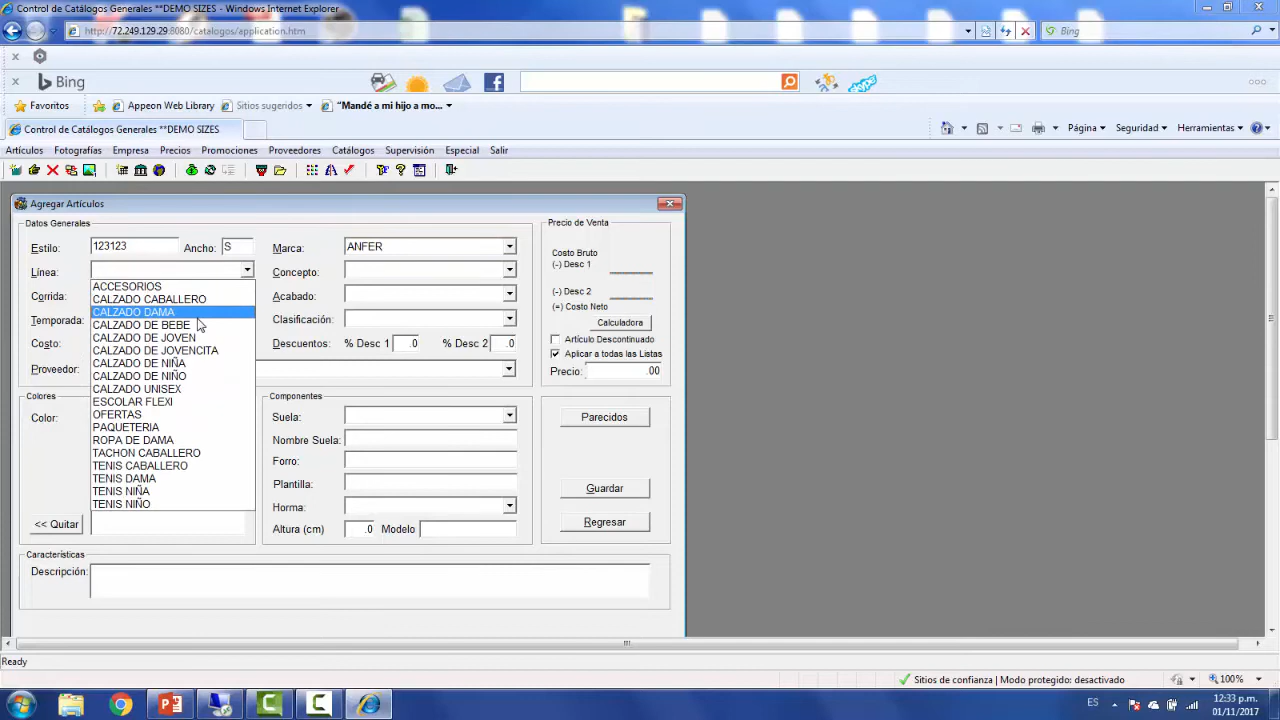 Control de Catálogos Generales **DEMO SIZES - Windows Internet Explorer
http://72.249.129.29:8080/catalogos/application.htm
Bing
Bing
Favoritos Appeon Web Library Sitios sugeridos "Mandé a mi hijo a mo...
Control de Catálogos Generales **DEMO SIZES
Página Seguridad Herramientas
Artículos Fotografías Empresa Precios Promociones Proveedores Catálogos Supervisión Especial Salir
Agregar Artículos
Datos Generales
Estilo: 123123 Ancho: S Marca: ANFER
Línea: Concepto:
Corrida: Acabado:
Temporada: Clasificación:
Costo: Descuentos: % Desc 1 .0 % Desc 2 .0
Proveedor:
ACCESORIOS
CALZADO CABALLERO
CALZADO DAMA
CALZADO DE BEBE
CALZADO DE JOVEN
CALZADO DE JOVENCITA
CALZADO DE NIÑA
CALZADO DE NIÑO
CALZADO UNISEX
ESCOLAR FLEXI
OFERTAS
PAQUETERIA
ROPA DE DAMA
TACHON CABALLERO
TENIS CABALLERO
TENIS DAMA
TENIS NIÑA
TENIS NIÑO
Precio de Venta
Costo Bruto
(-) Desc 1
(-) Desc 2
(=) Costo Neto
Calculadora
Artículo Descontinuado
Aplicar a todas las Listas
Precio: .00
Colores
Color:
<< Quitar
Componentes
Suela:
Nombre Suela:
Forro:
Plantilla:
Horma:
Altura (cm) .0 Modelo
Parecidos
Guardar
Regresar
Características
Descripción:
Ready
Sitios de confianza | Modo protegido: desactivado
100%
ES
12:33 p.m.
01/11/2017